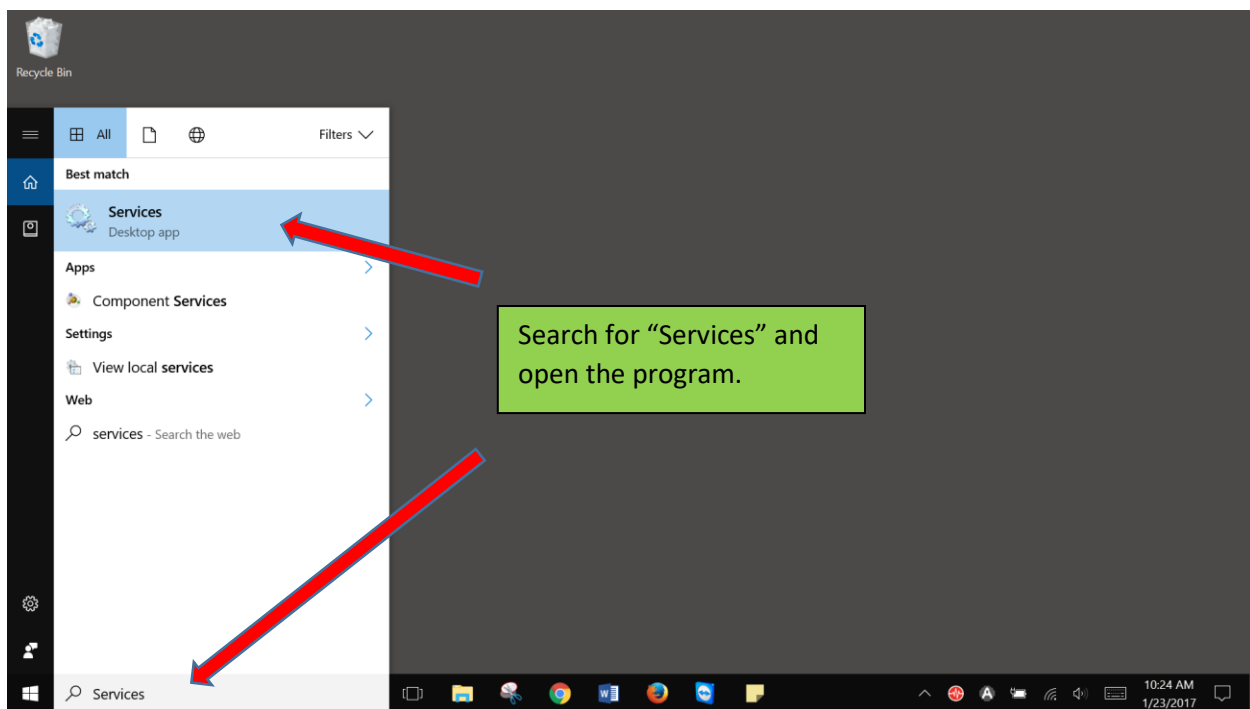 Recycle Bin
All
Filters
Best match
Services
Desktop app
Apps
Component Services
Settings
View local services
Web
services - Search the web
Search for “Services” and
open the program.
Services
10:24 AM
1/23/2017